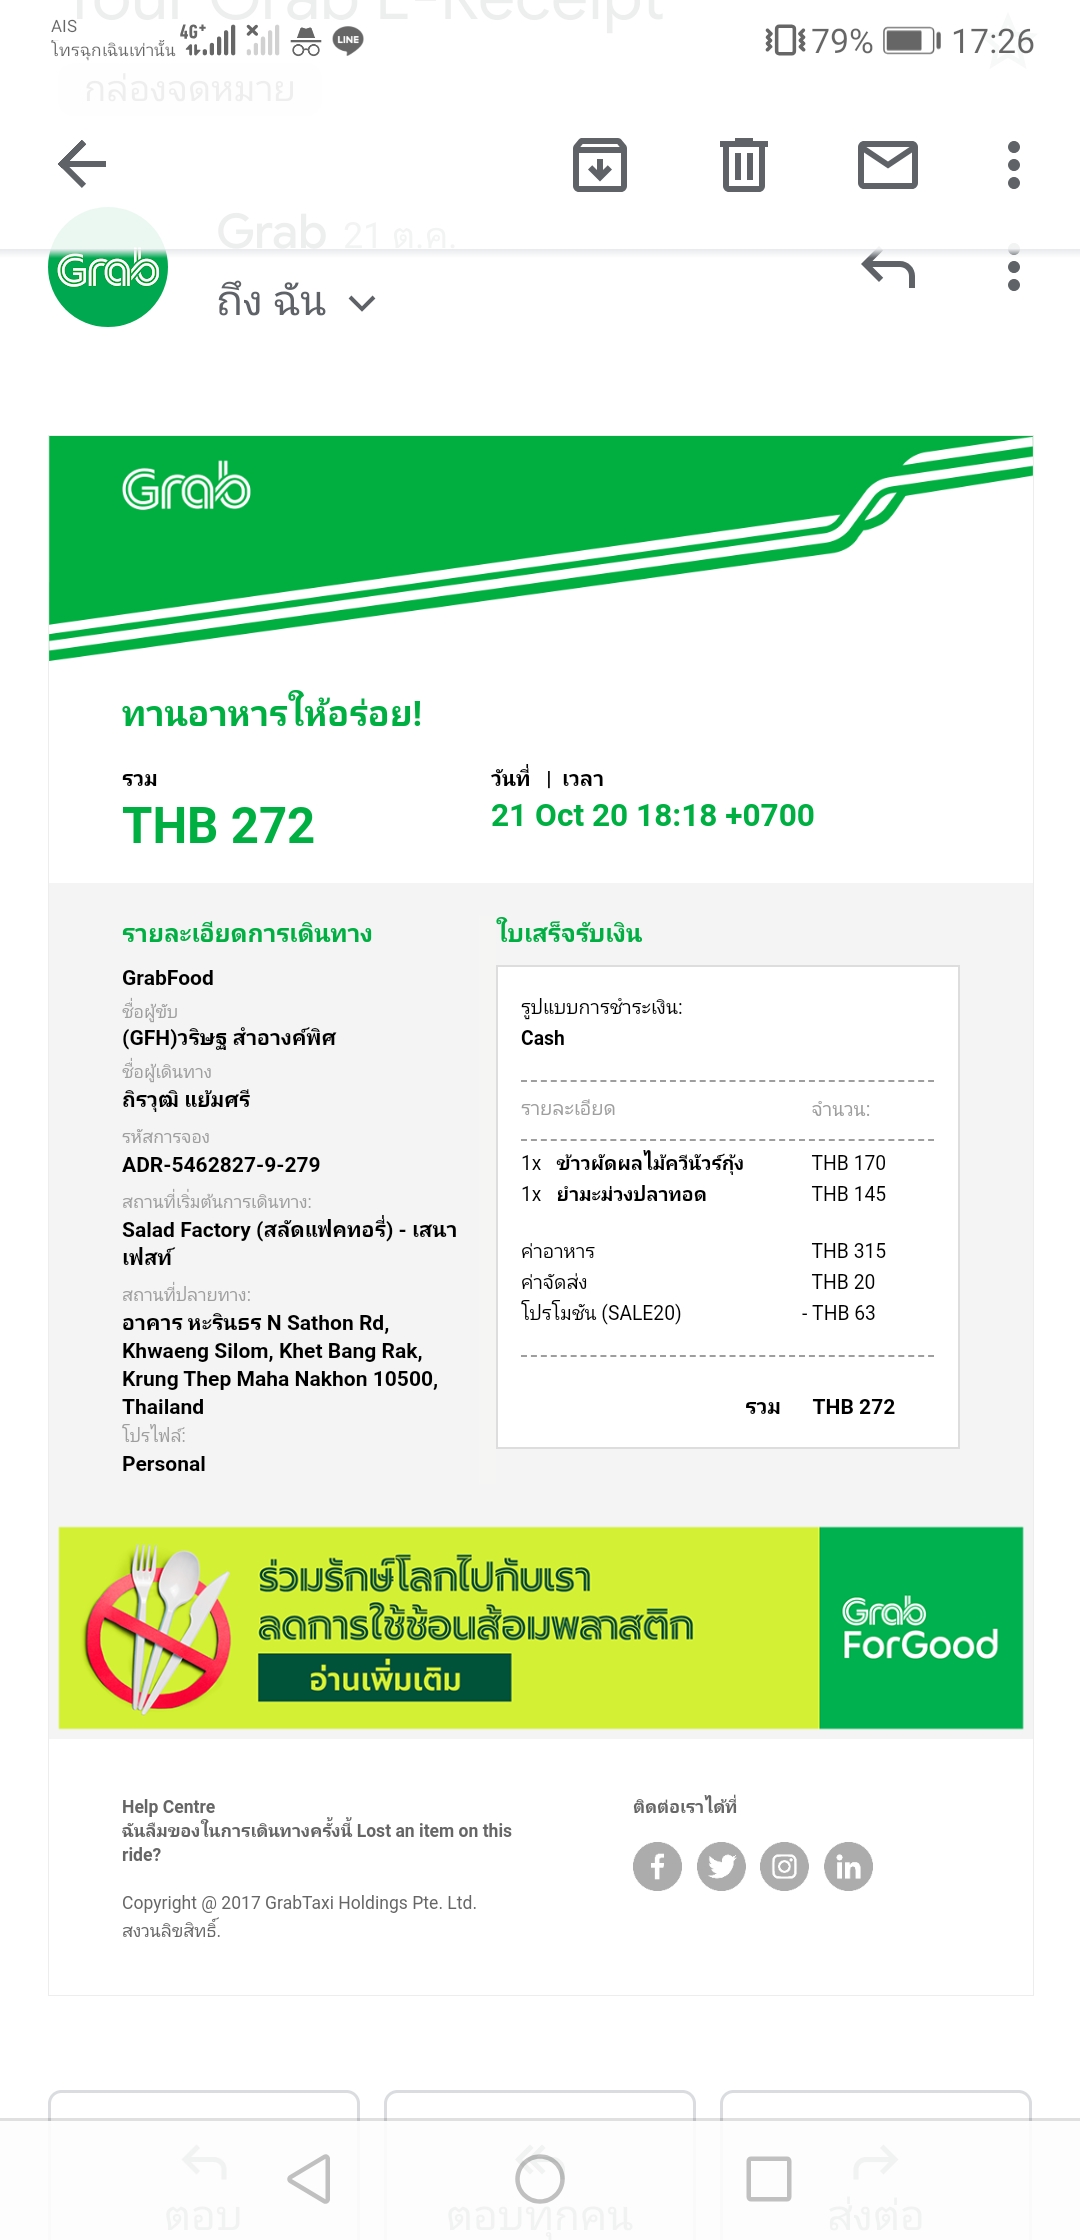 Your Grab E-Receipt
AIS
โทรฉุกเฉินเท่านั้น
4G+
LINE
79%
17:26
กล่องจดหมาย
Grab 21 ต.ค.
Grab
ถึง ฉัน
Grab
ทานอาหารให้อร่อย!
รวม
THB 272
วันที่ | เวลา
21 Oct 20 18:18 +0700
รายละเอียดการเดินทาง
GrabFood
ชื่อผู้ขับ
(GFH)วริษฐ สำอางค์พิศ
ชื่อผู้เดินทาง
ถิรวุฒิ แย้มศรี
รหัสการจอง
ADR-5462827-9-279
สถานที่เริ่มต้นการเดินทาง:
Salad Factory (สลัดแฟคทอรี่) - เสนา
เฟสท์
สถานที่ปลายทาง:
อาคาร หะรินธร N Sathon Rd,
Khwaeng Silom, Khet Bang Rak,
Krung Thep Maha Nakhon 10500,
Thailand
โปรไฟล์:
Personal
ใบเสร็จรับเงิน
รูปแบบการชำระเงิน:
Cash
รายละเอียด จำนวน:
1x ข้าวผัดผลไม้ควีนัวร์กุ้ง THB 170
1x ยำมะม่วงปลาทอด THB 145
ค่าอาหาร THB 315
ค่าจัดส่ง THB 20
โปรโมชัน (SALE20) - THB 63
รวม THB 272
ร่วมรักษ์โลกไปกับเรา
ลดการใช้ช้อนส้อมพลาสติก
อ่านเพิ่มเติม
Grab
ForGood
Help Centre
ฉันลืมของในการเดินทางครั้งนี้ Lost an item on this
ride?
Copyright @ 2017 GrabTaxi Holdings Pte. Ltd.
สงวนลิขสิทธิ์.
ติดต่อเราได้ที่
ตอบ
ตอบทุกคน
ส่งต่อ